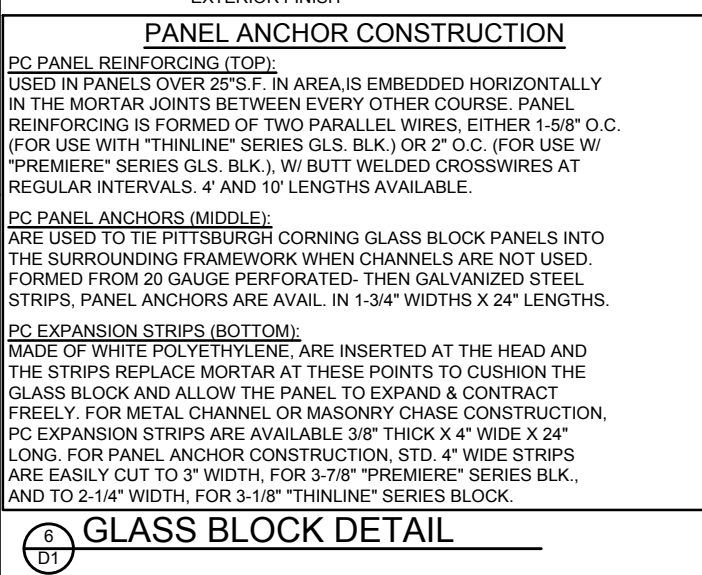 EXTERIOR FINISH
PANEL ANCHOR CONSTRUCTION
PC PANEL REINFORCING (TOP):
USED IN PANELS OVER 25"S.F. IN AREA,IS EMBEDDED HORIZONTALLY
IN THE MORTAR JOINTS BETWEEN EVERY OTHER COURSE. PANEL
REINFORCING IS FORMED OF TWO PARALLEL WIRES, EITHER 1-5/8" O.C.
(FOR USE WITH "THINLINE" SERIES GLS. BLK.) OR 2" O.C. (FOR USE W/
"PREMIERE" SERIES GLS. BLK.), W/ BUTT WELDED CROSSWIRES AT
REGULAR INTERVALS. 4' AND 10' LENGTHS AVAILABLE.
PC PANEL ANCHORS (MIDDLE):
ARE USED TO TIE PITTSBURGH CORNING GLASS BLOCK PANELS INTO
THE SURROUNDING FRAMEWORK WHEN CHANNELS ARE NOT USED.
FORMED FROM 20 GAUGE PERFORATED- THEN GALVANIZED STEEL
STRIPS, PANEL ANCHORS ARE AVAIL. IN 1-3/4" WIDTHS X 24" LENGTHS.
PC EXPANSION STRIPS (BOTTOM):
MADE OF WHITE POLYETHYLENE, ARE INSERTED AT THE HEAD AND
THE STRIPS REPLACE MORTAR AT THESE POINTS TO CUSHION THE
GLASS BLOCK AND ALLOW THE PANEL TO EXPAND & CONTRACT
FREELY. FOR METAL CHANNEL OR MASONRY CHASE CONSTRUCTION,
PC EXPANSION STRIPS ARE AVAILABLE 3/8" THICK X 4" WIDE X 24"
LONG. FOR PANEL ANCHOR CONSTRUCTION, STD. 4" WIDE STRIPS
ARE EASILY CUT TO 3" WIDTH, FOR 3-7/8" "PREMIERE" SERIES BLK.,
AND TO 2-1/4" WIDTH, FOR 3-1/8" "THINLINE" SERIES BLOCK.
6
D1
GLASS BLOCK DETAIL